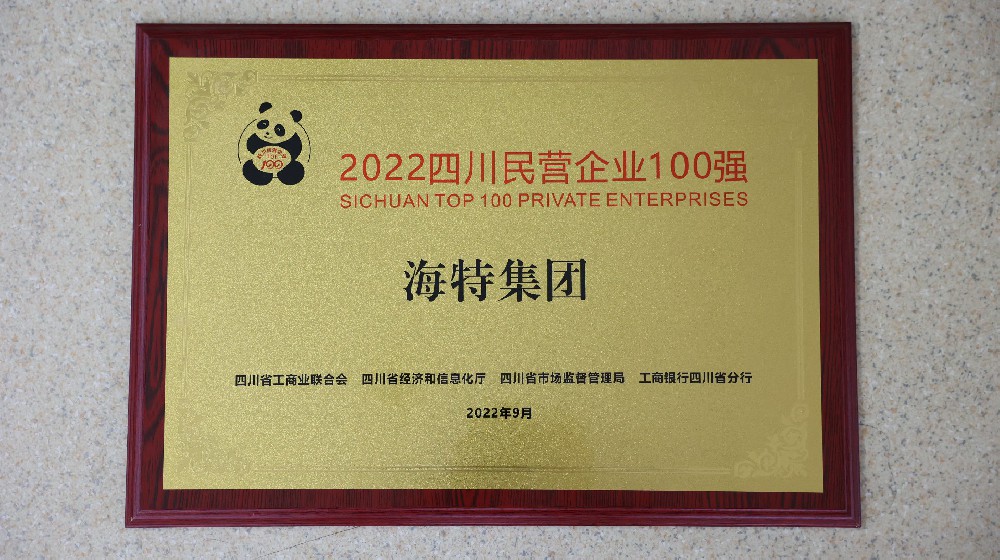 TOP
100
2022四川民营企业100强
SICHUAN TOP 100 PRIVATE ENTERPRISES
海特集团
四川省工商业联合会 四川省经济和信息化厅 四川省市场监督管理局 工商银行四川省分行
2022年9月